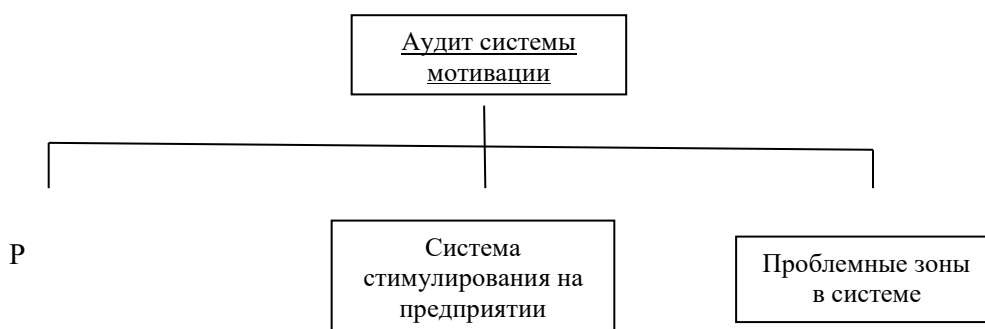 Аудит системы
мотивации
Р
Система
стимулирования на
предприятии
Проблемные зоны
в системе